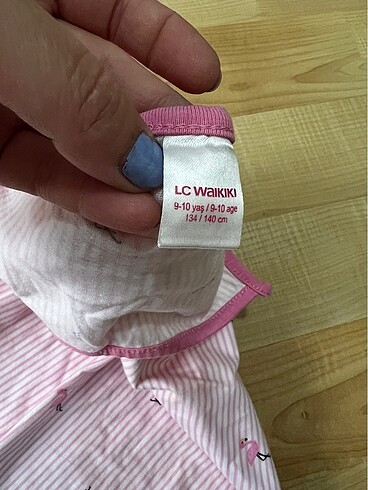 LC WAIKIKI
9-10 yaş / 9-10 age
134 / 140 cm